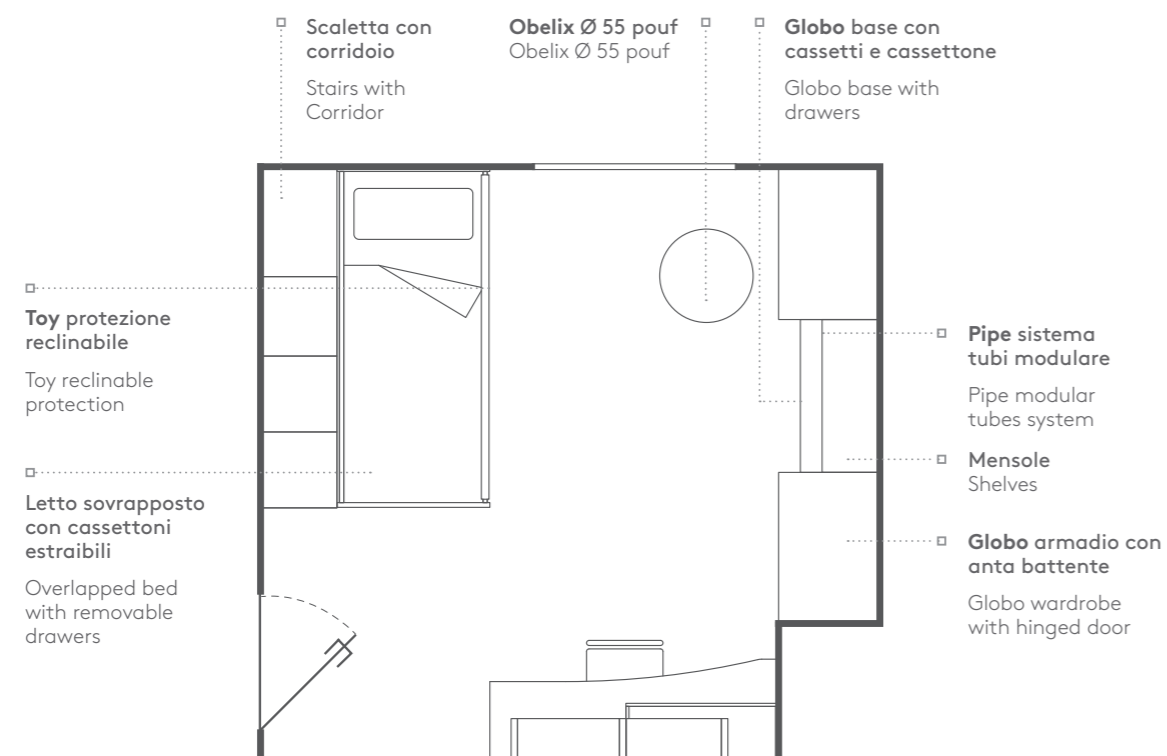 Scaletta con
corridoio
Stairs with
Corridor
Obelix Ø 55 pouf
Obelix Ø 55 pouf
Globo base con
cassetti e cassettone
Globo base with
drawers
Toy protezione
reclinabile
Toy reclinable
protection
Letto sovrapposto
con cassettoni
estraibili
Overlapped bed
with removable
drawers
Pipe sistema
tubi modulare
Pipe modular
tubes system
Mensole
Shelves
Globo armadio con
anta battente
Globo wardrobe
with hinged door